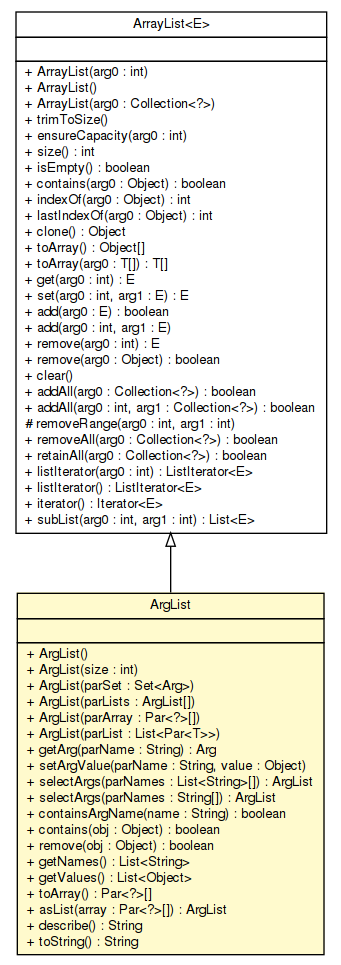 ArrayList<E>
+ ArrayList(arg0 : int)
+ ArrayList()
+ ArrayList(arg0 : Collection<?>)
+ trimToSize()
+ ensureCapacity(arg0 : int)
+ size() : int
+ isEmpty() : boolean
+ contains(arg0 : Object) : boolean
+ indexOf(arg0 : Object) : int
+ lastIndexOf(arg0 : Object) : int
+ clone() : Object
+ toArray() : Object[]
+ toArray(arg0 : T[]) : T[]
+ get(arg0 : int) : E
+ set(arg0 : int, arg1 : E) : E
+ add(arg0 : E) : boolean
+ add(arg0 : int, arg1 : E)
+ remove(arg0 : int) : E
+ remove(arg0 : Object) : boolean
+ clear()
+ addAll(arg0 : Collection<?>) : boolean
+ addAll(arg0 : int, arg1 : Collection<?>) : boolean
# removeRange(arg0 : int, arg1 : int)
+ removeAll(arg0 : Collection<?>) : boolean
+ retainAll(arg0 : Collection<?>) : boolean
+ listIterator(arg0 : int) : ListIterator<E>
+ listIterator() : ListIterator<E>
+ iterator() : Iterator<E>
+ subList(arg0 : int, arg1 : int) : List<E>
ArgList
+ ArgList()
+ ArgList(size : int)
+ ArgList(parSet : Set<Arg>)
+ ArgList(parLists : ArgList[])
+ ArgList(parArray : Par<?>[])
+ ArgList(parList : List<Par<T>>)
+ getArg(parName : String) : Arg
+ setArgValue(parName : String, value : Object)
+ selectArgs(parNames : List<String>[]) : ArgList
+ selectArgs(parNames : String[]) : ArgList
+ containsArgName(name : String) : boolean
+ contains(obj : Object) : boolean
+ remove(obj : Object) : boolean
+ getNames() : List<String>
+ getValues() : List<Object>
+ toArray() : Par<?>[]
+ asList(array : Par<?>[]) : ArgList
+ describe() : String
+ toString() : String